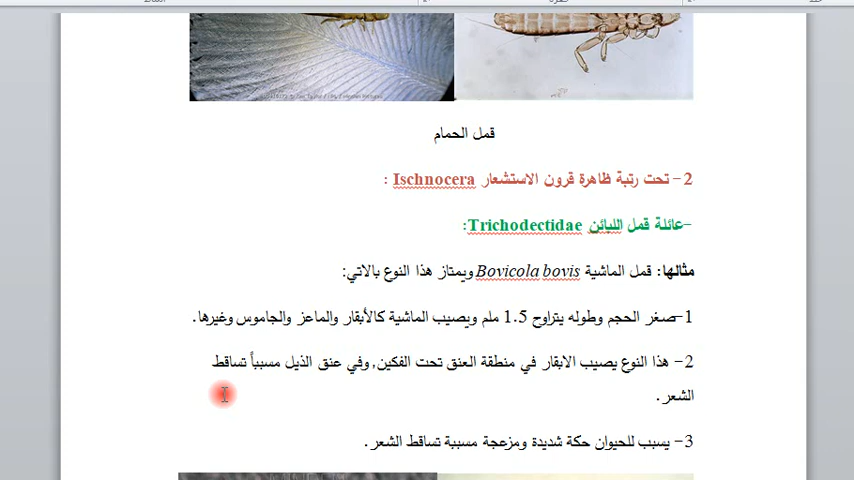 قمل الحمام
2- تحت رتبة ظاهرة قرون الاستشعار Ischnocera :
-عائلة قمل اللبائن Trichodectidae:
مثالها: قمل الماشية Bovicola bovis ويمتاز هذا النوع بالاتي:
1-صغر الحجم وطوله يتراوح 1.5 ملم ويصيب الماشية كالأبقار والماعز والجاموس وغيرها.
2- هذا النوع يصيب الابقار في منطقة العنق تحت الفكين, وفي عنق الذيل مسبباً تساقط
الشعر.
3- يسبب للحيوان حكة شديدة ومزعجة مسببة تساقط الشعر.